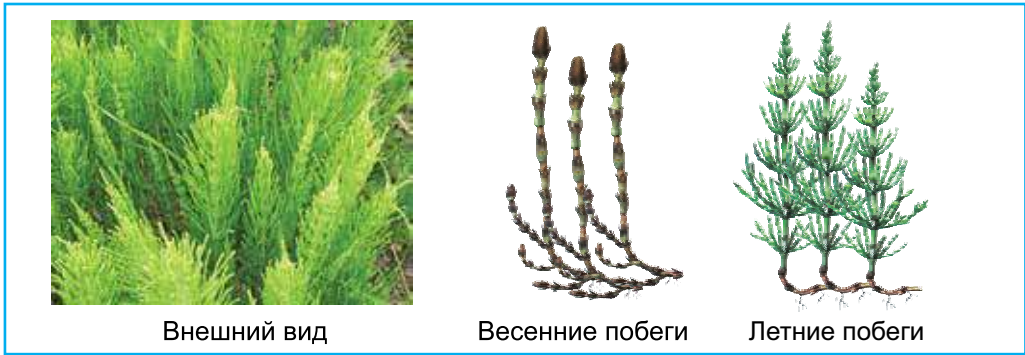 Внешний вид
Весенние побеги
Летние побеги